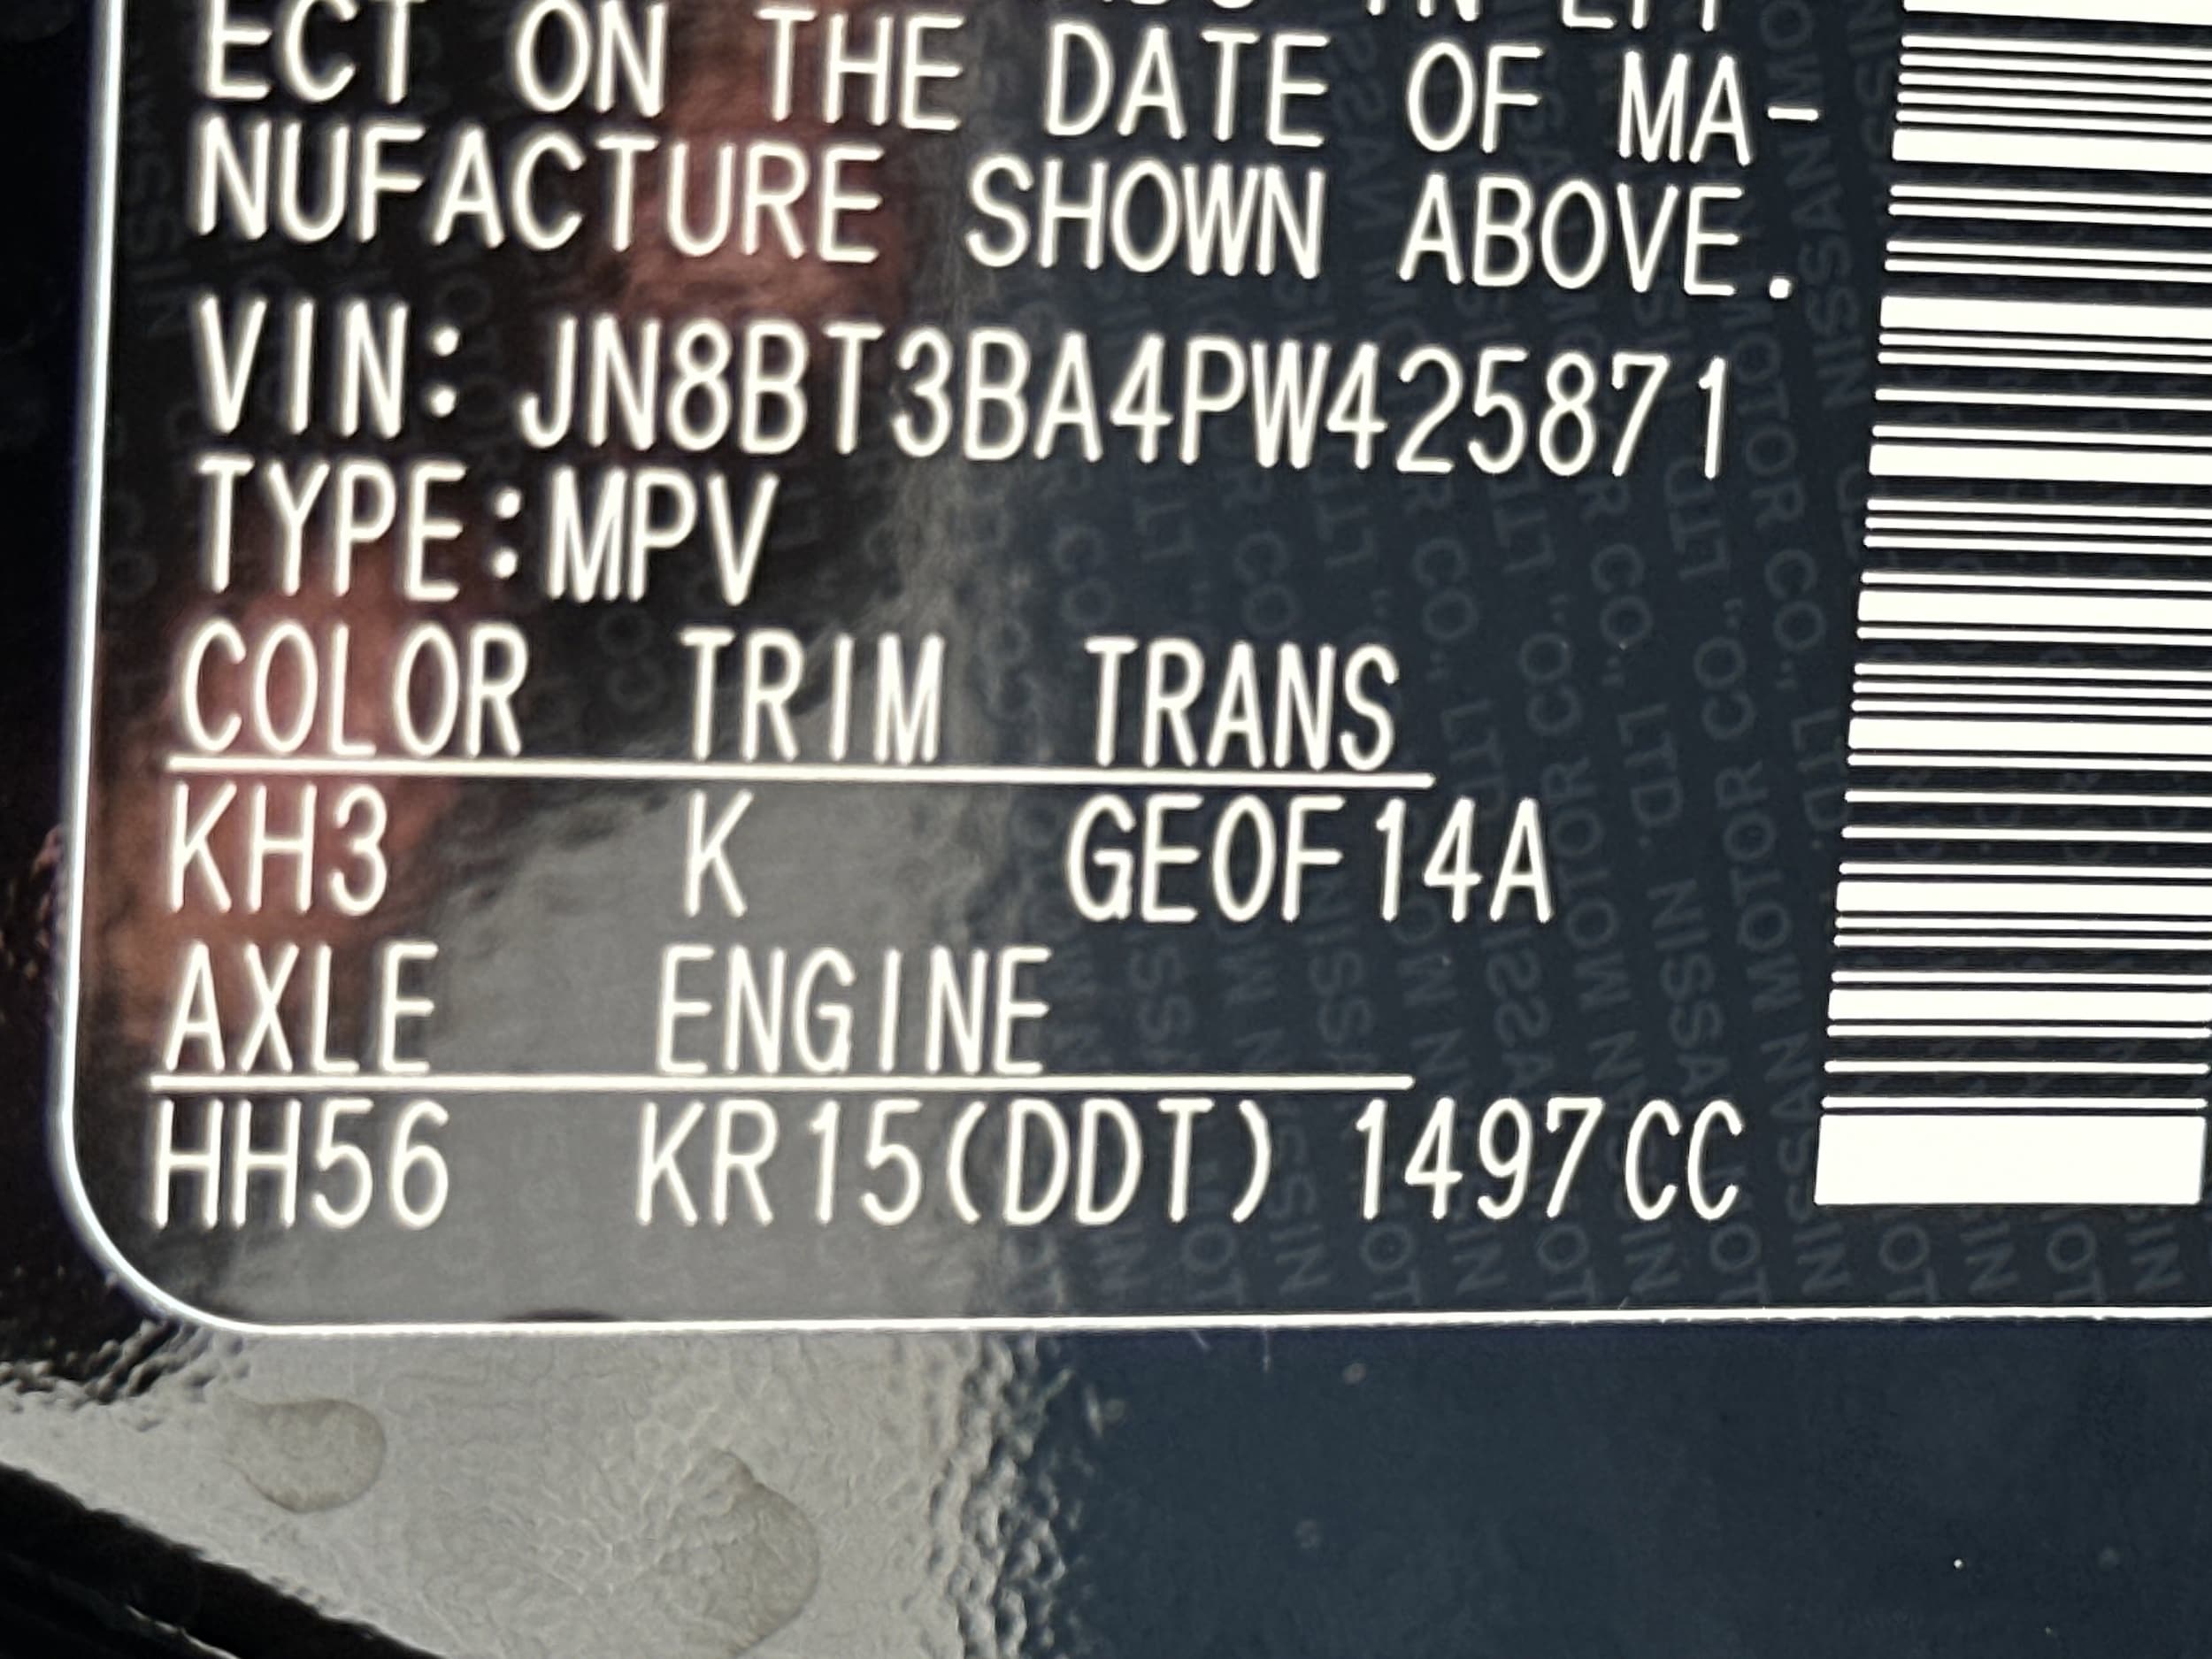 ECT ON THE DATE OF MA-
NUFACTURE SHOWN ABOVE.
VIN: JN8BT3BA4PW425871
TYPE:MPV
COLOR TRIM TRANS
KH3 K GE0F14A
AXLE ENGINE
HH56 KR15(DDT) 1497CC